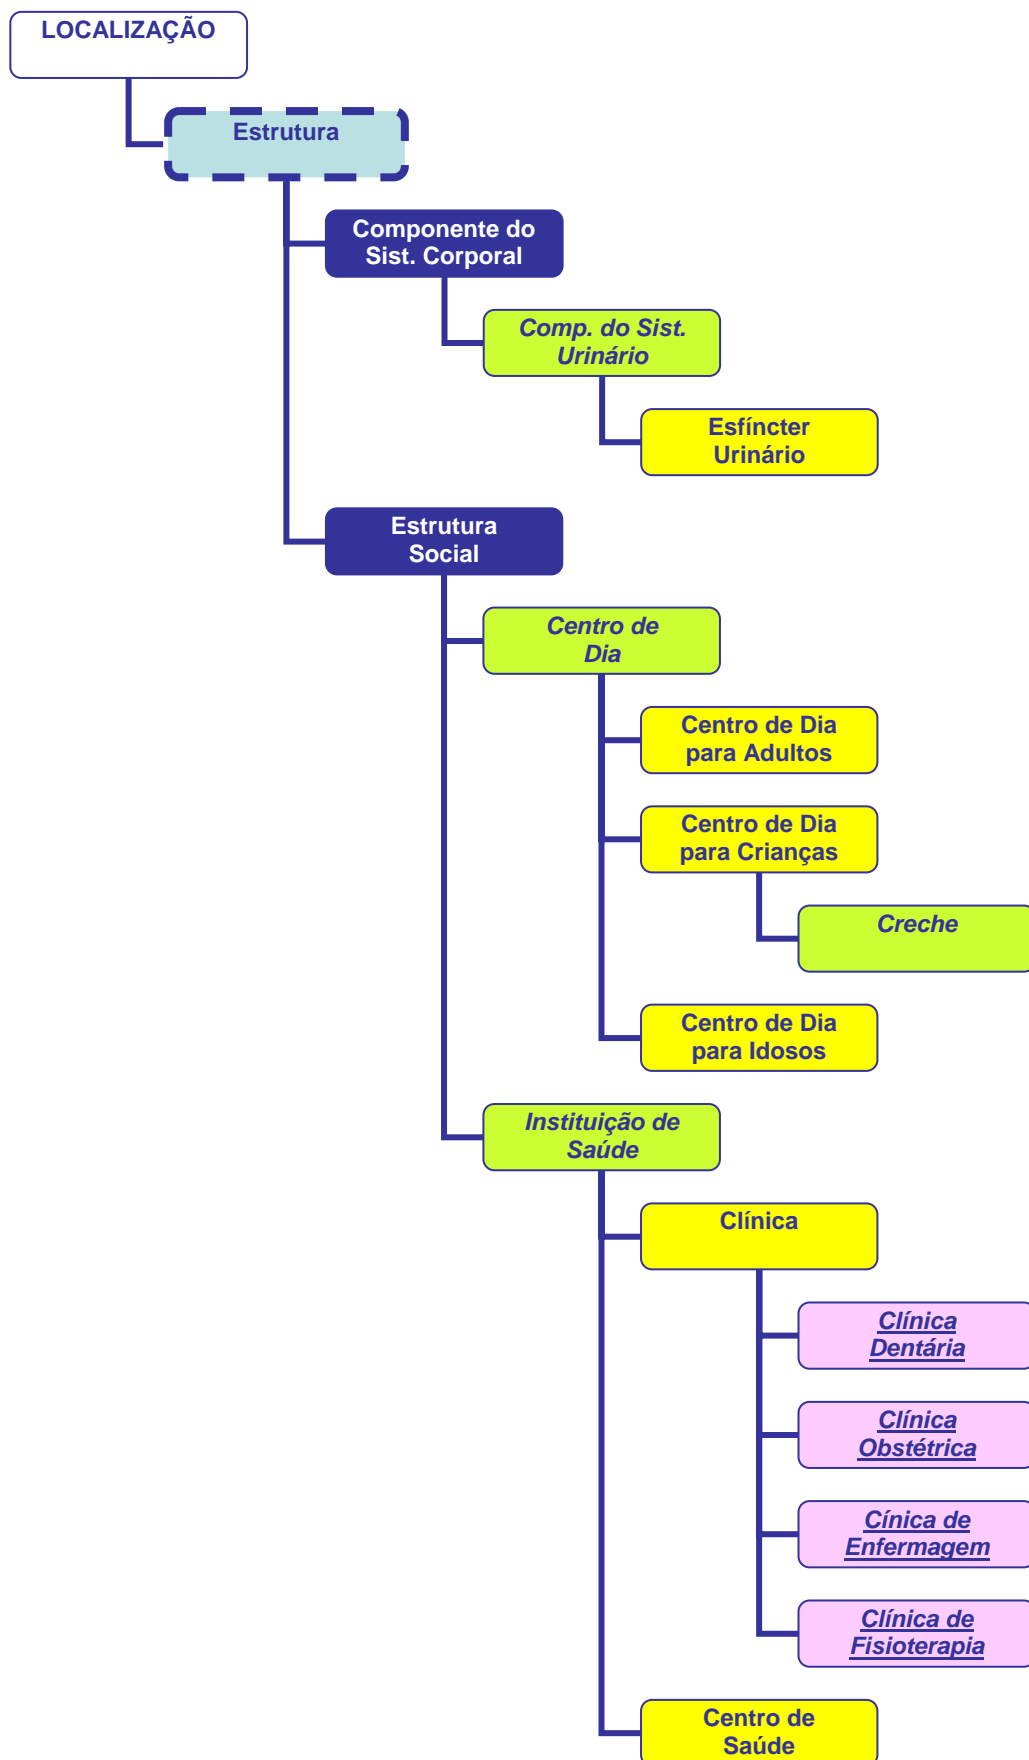 LOCALIZAÇÃO
Estrutura
Componente do
Sist. Corporal
Comp. do Sist.
Urinário
Esfíncter
Urinário
Estrutura
Social
Centro de
Dia
Centro de Dia
para Adultos
Centro de Dia
para Crianças
Creche
Centro de Dia
para Idosos
Instituição de
Saúde
Clínica
Clínica
Dentária
Clínica
Obstétrica
Cínica de
Enfermagem
Clínica de
Fisioterapia
Centro de
Saúde